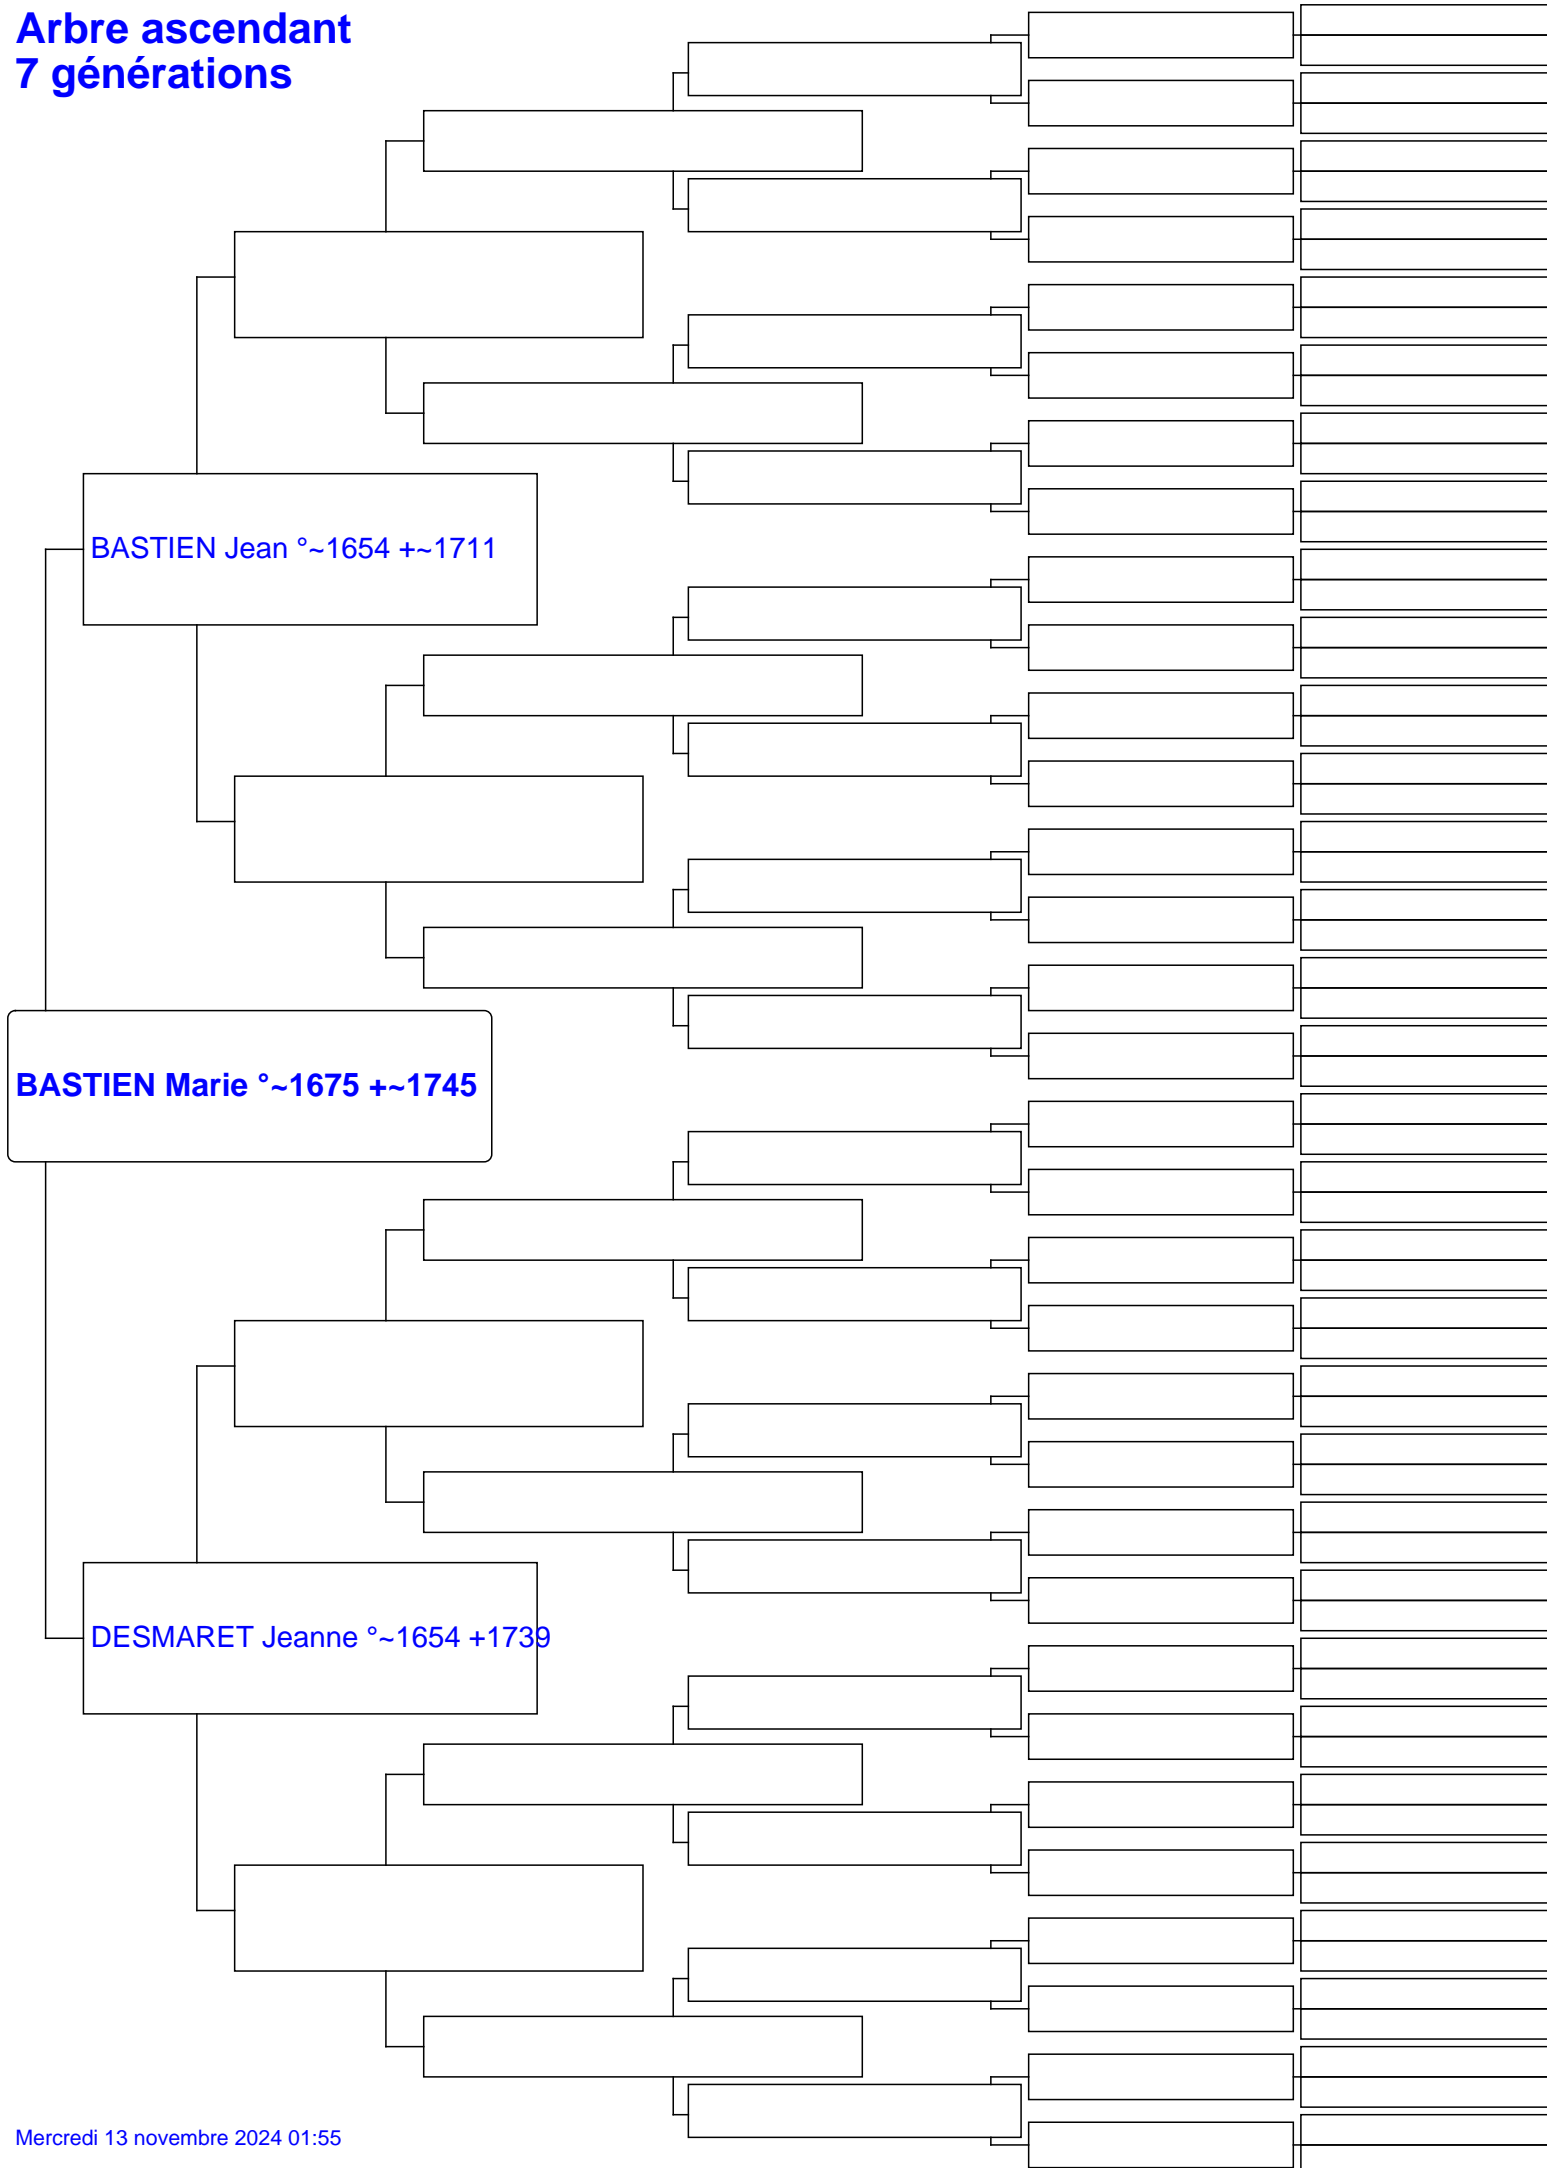 Arbre ascendant
7 générations
BASTIEN Jean °~1654 +~1711
BASTIEN Marie °~1675 +~1745
DESMARET Jeanne °~1654 +1739
Mercredi 13 novembre 2024 01:55